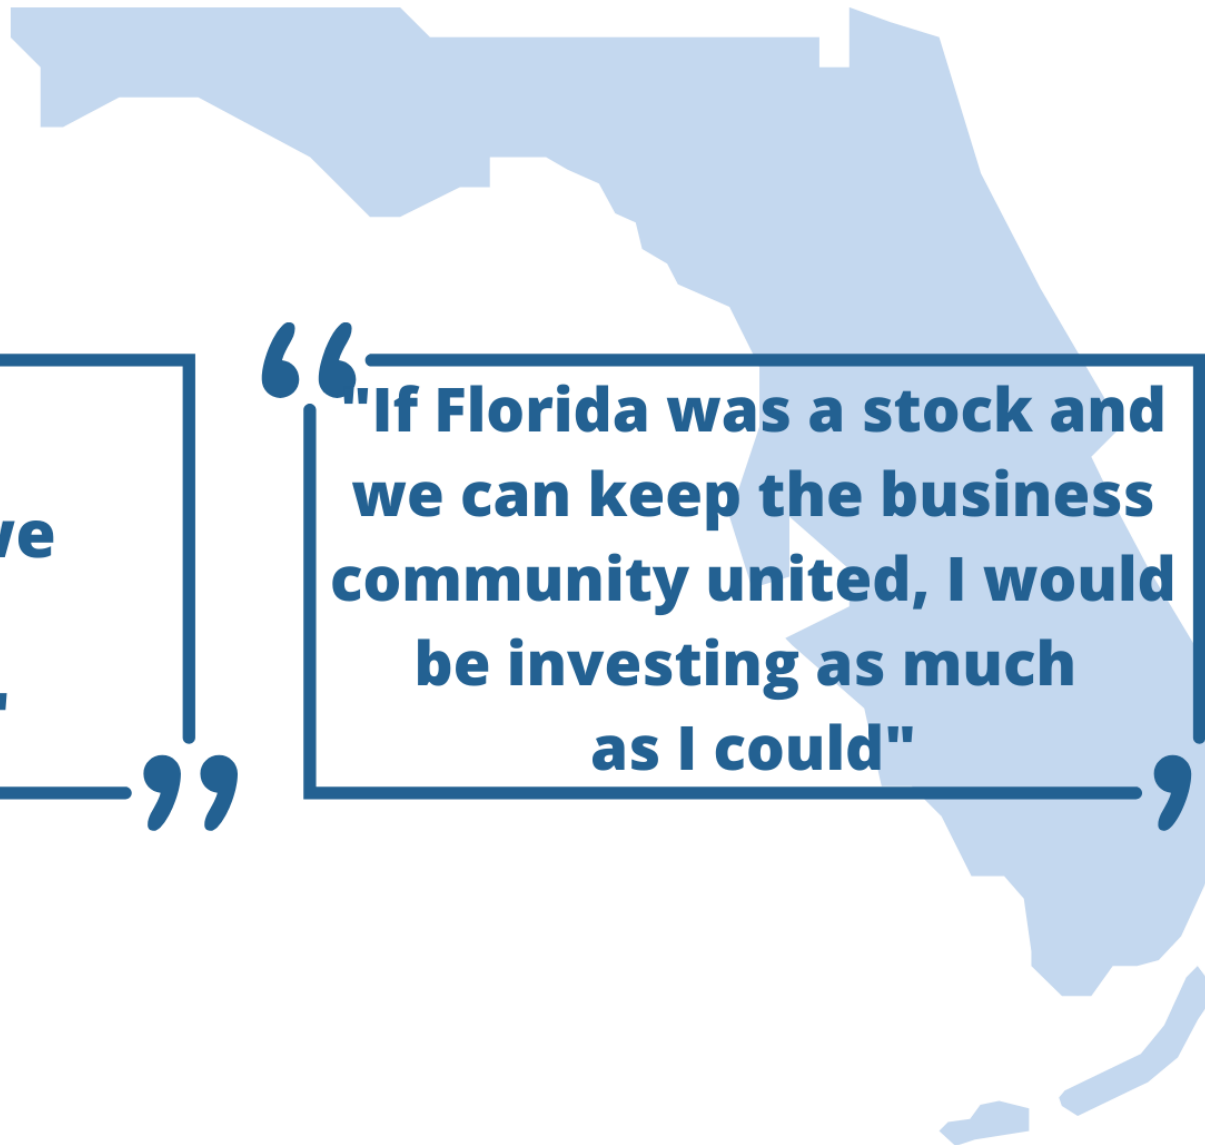 "If Florida was a stock and
we can keep the business
community united, I would
be investing as much
as I could"